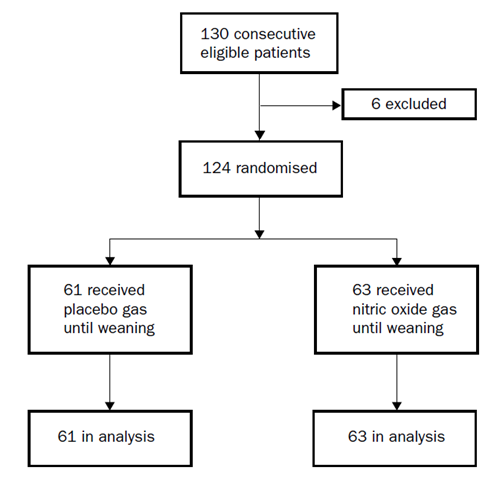 130 consecutive
eligible patients
6 excluded
124 randomised
61 received
placebo gas
until weaning
63 received
nitric oxide gas
until weaning
61 in analysis
63 in analysis